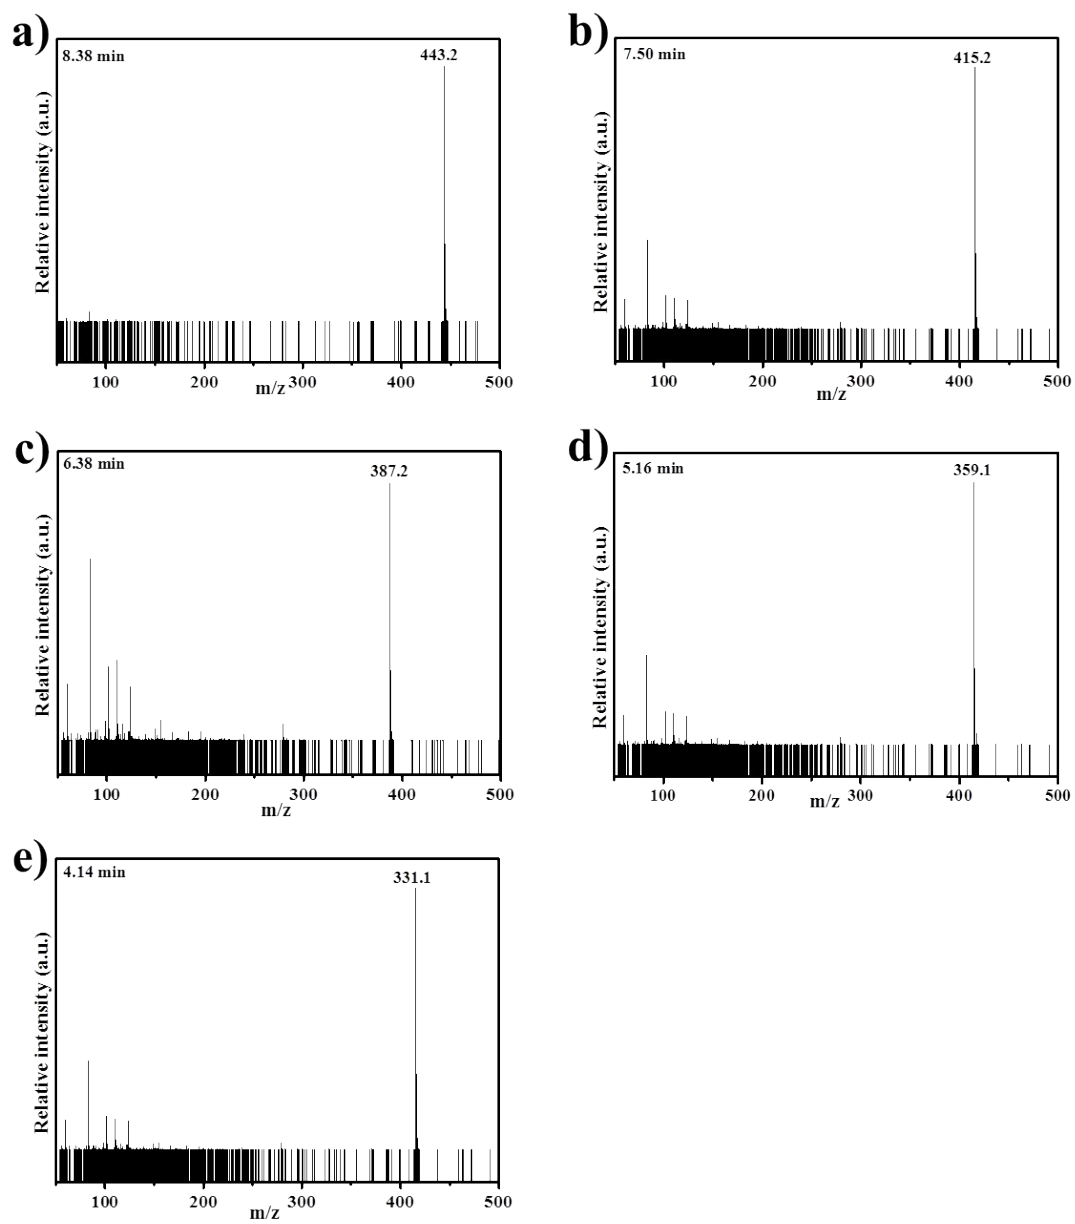 a)
8.38 min
443.2
Relative intensity (a.u.)
100 200 300 400 500
m/z
b)
7.50 min
415.2
Relative intensity (a.u.)
100 200 300 400 500
m/z
c)
6.38 min
387.2
Relative intensity (a.u.)
100 200 300 400 500
m/z
d)
5.16 min
359.1
Relative intensity (a.u.)
100 200 300 400 500
m/z
e)
4.14 min
331.1
Relative intensity (a.u.)
100 200 300 400 500
m/z